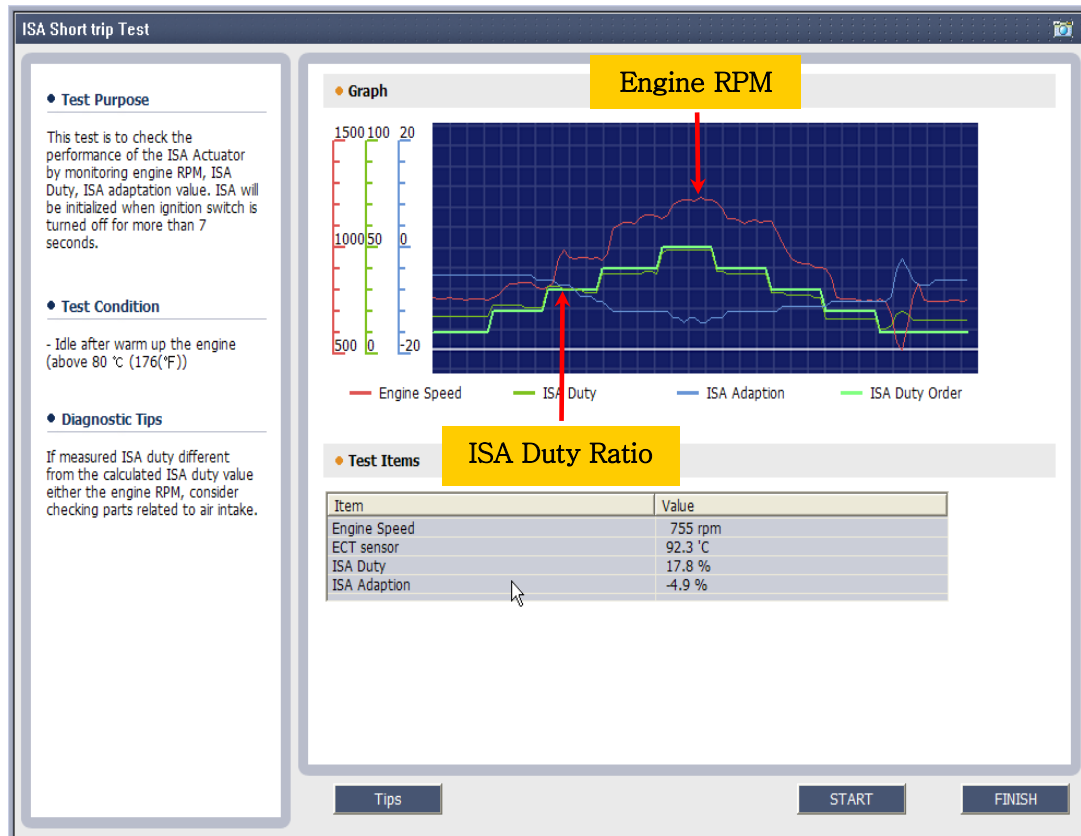 ISA Short trip Test
Test Purpose
This test is to check the
performance of the ISA Actuator
by monitoring engine RPM, ISA
Duty, ISA adaptation value. ISA will
be initialized when ignition switch is
turned off for more than 7
seconds.
Test Condition
- Idle after warm up the engine
(above 80 ℃ (176(℉))
Diagnostic Tips
If measured ISA duty different
from the calculated ISA duty value
either the engine RPM, consider
checking parts related to air intake.
Graph
Engine RPM
1500 100 20
1000 50 0
500 0 -20
Engine Speed ISA Duty ISA Adaption ISA Duty Order
ISA Duty Ratio
Test Items
Item Value
Engine Speed 755 rpm
ECT sensor 92.3 'C
ISA Duty 17.8 %
ISA Adaption -4.9 %
Tips START FINISH